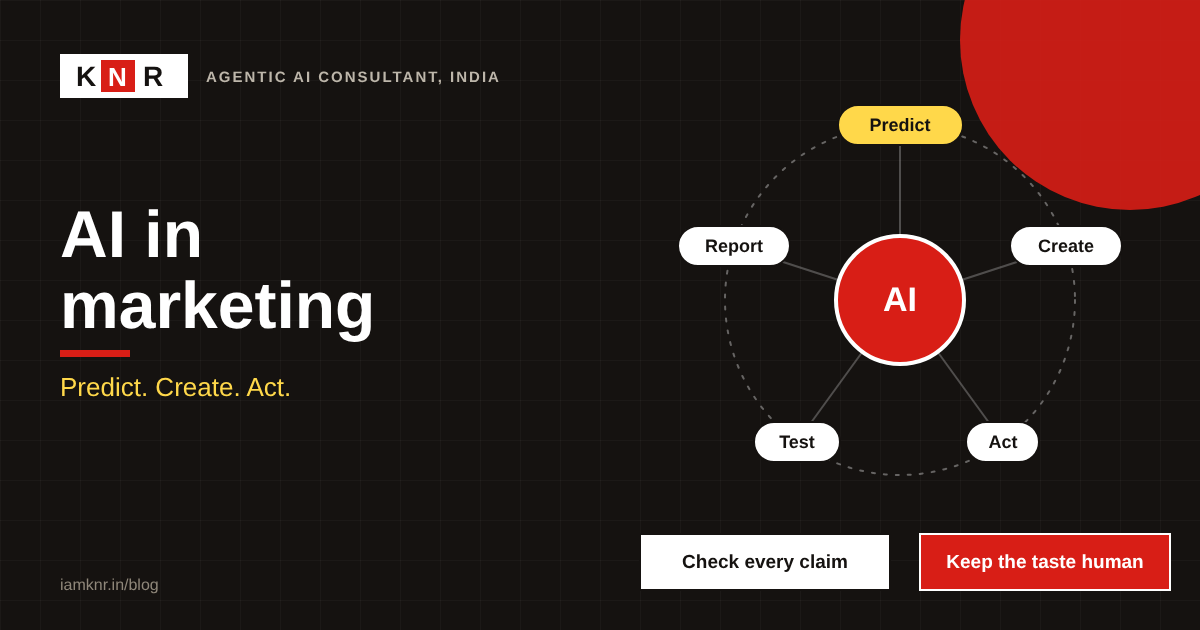 KNR
AGENTIC AI CONSULTANT, INDIA
AI in
marketing
Predict. Create. Act.
Predict
Report
Create
AI
Test
Act
Check every claim
Keep the taste human
iamknr.in/blog